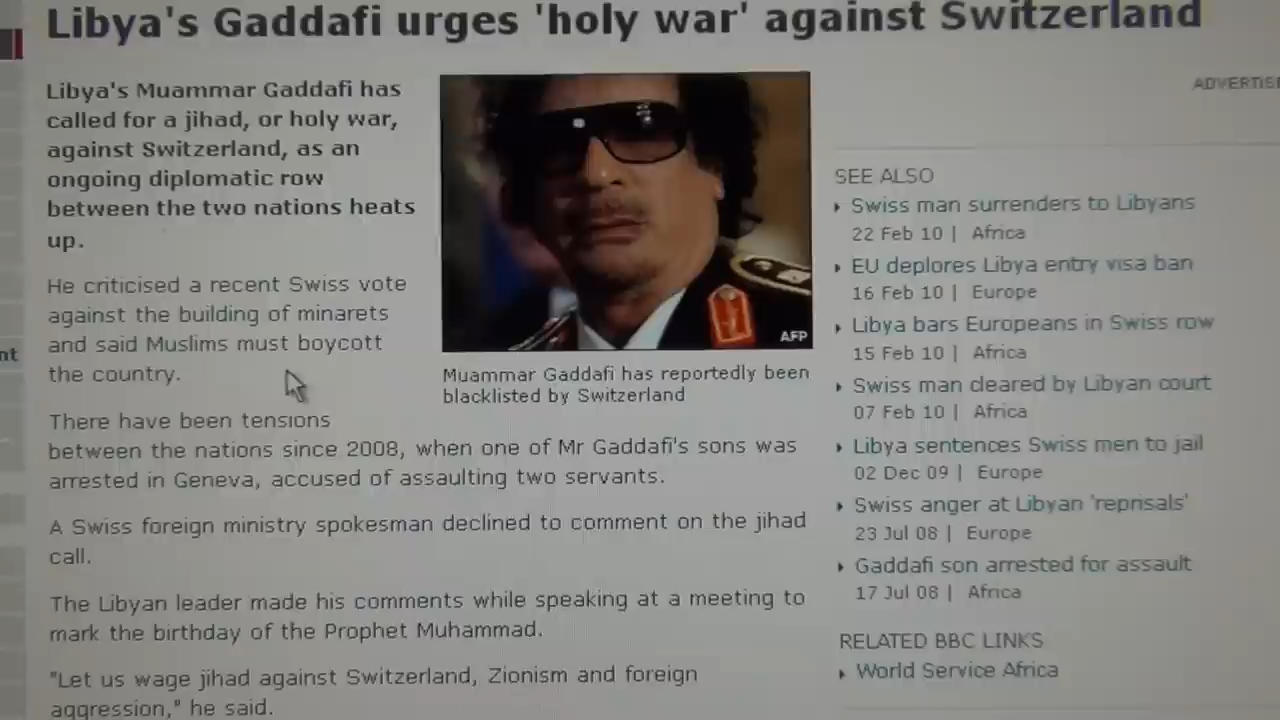 Libya's Gaddafi urges 'holy war' against Switzerland
Libya's Muammar Gaddafi has
called for a jihad, or holy war,
against Switzerland, as an
ongoing diplomatic row
between the two nations heats
up.
He criticised a recent Swiss vote
against the building of minarets
and said Muslims must boycott
the country.
There have been tensions
between the nations since 2008, when one of Mr Gaddafi's sons was
arrested in Geneva, accused of assaulting two servants.
A Swiss foreign ministry spokesman declined to comment on the jihad
call.
The Libyan leader made his comments while speaking at a meeting to
mark the birthday of the Prophet Muhammad.
"Let us wage jihad against Switzerland, Zionism and foreign
aggression," he said.
AFP
Muammar Gaddafi has reportedly been
blacklisted by Switzerland
nt
ADVERTIS
SEE ALSO
Swiss man surrenders to Libyans
22 Feb 10 | Africa
EU deplores Libya entry visa ban
16 Feb 10 | Europe
Libya bars Europeans in Swiss row
15 Feb 10 | Africa
Swiss man cleared by Libyan court
07 Feb 10 | Africa
Libya sentences Swiss men to jail
02 Dec 09 | Europe
Swiss anger at Libyan 'reprisals'
23 Jul 08 | Europe
Gaddafi son arrested for assault
17 Jul 08 | Africa
RELATED BBC LINKS
World Service Africa